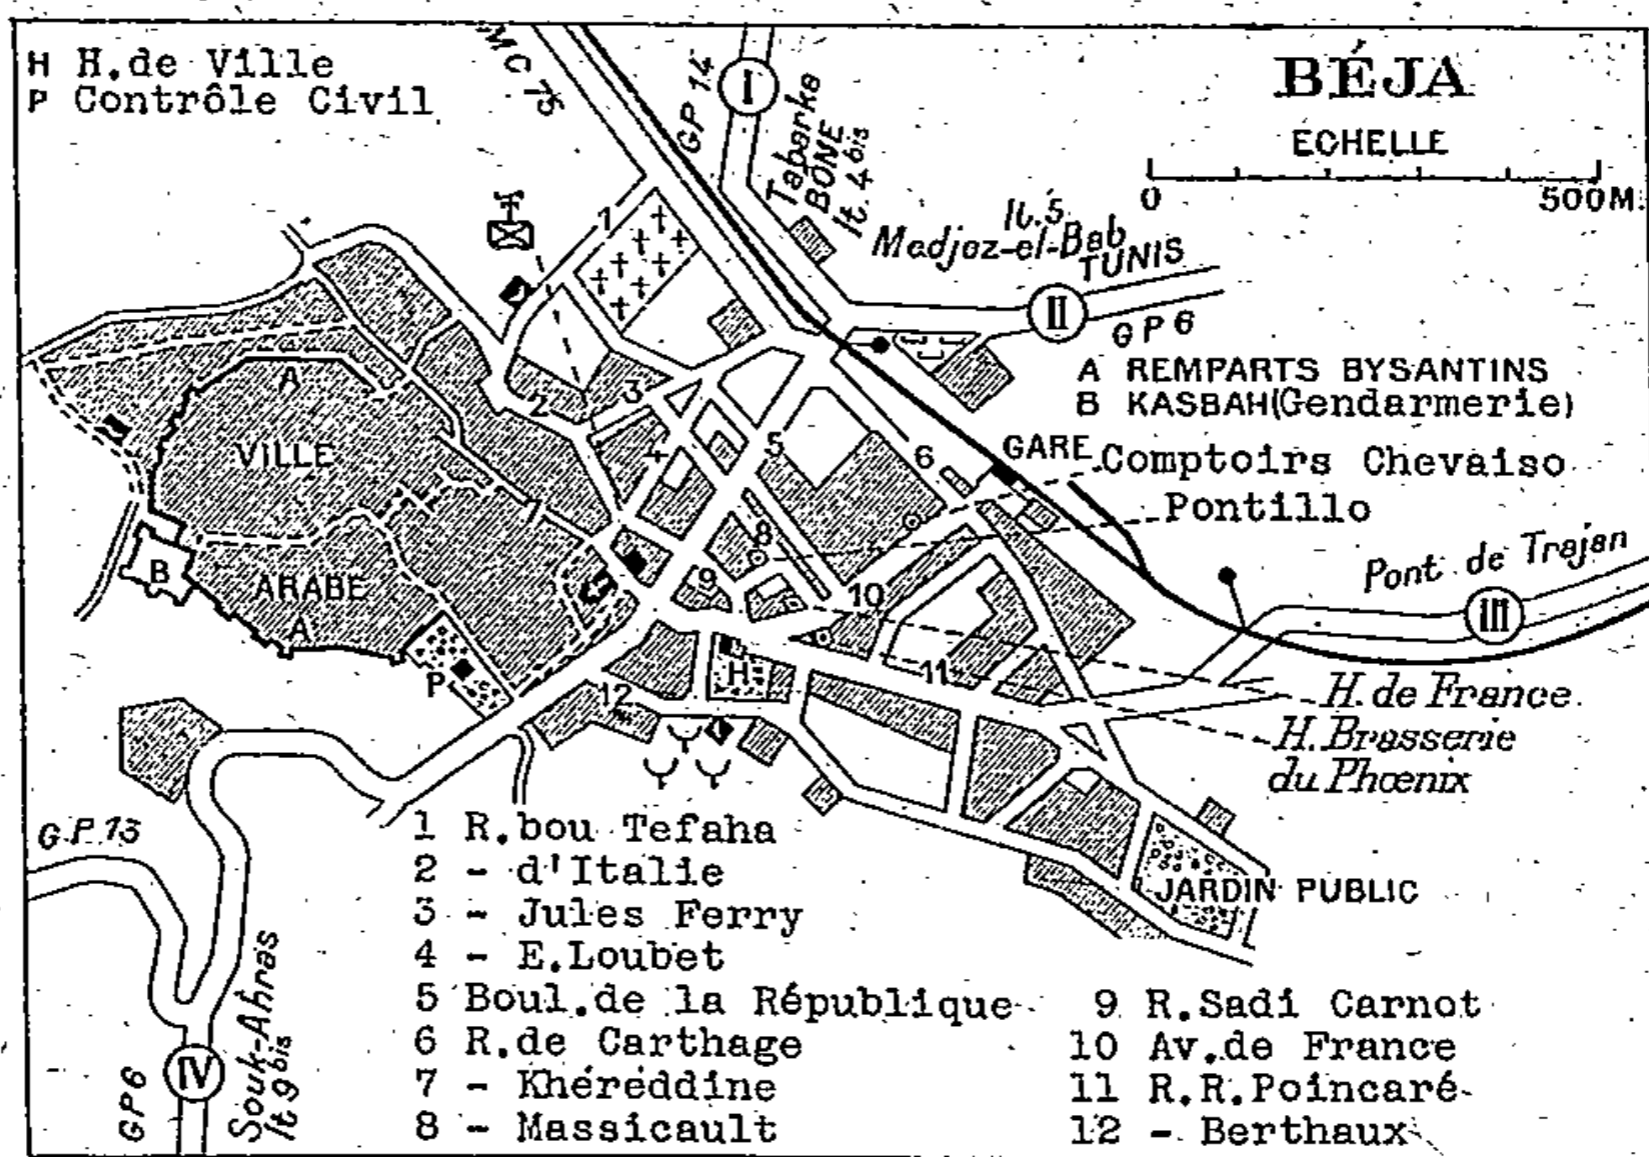 H H.de Ville
P Contrôle Civil
MC 75
GP 14
I
Tabarke
BÔNE
It. 4 bis
BÉJA
ECHELLE
0 500M.
It. 5
Medjez-el-Bab
TUNIS
II
GP 6
A REMPARTS BYSANTINS
B KASBAH(Gendarmerie)
GARE
Comptoirs Chevaiso
Pontillo
Pont de Trajan
III
1
2
3
4
5
6
8
9
10
11
12
A
VILLE
ARABE
A
B
P
H
H. de France
H. Brasserie
du Phœnix
JARDIN PUBLIC
G.P. 13
IV
GP6
Souk-Ahras
It 9 bis
1 R.bou Tefaha
2 - d'Italie
3 - Jules Ferry
4 - E.Loubet
5 Boul.de la République
6 R.de Carthage
7 - Khéréddine
8 - Massicault
9 R.Sadi Carnot
10 Av.de France
11 R.R.Poincaré
12 - Berthaux